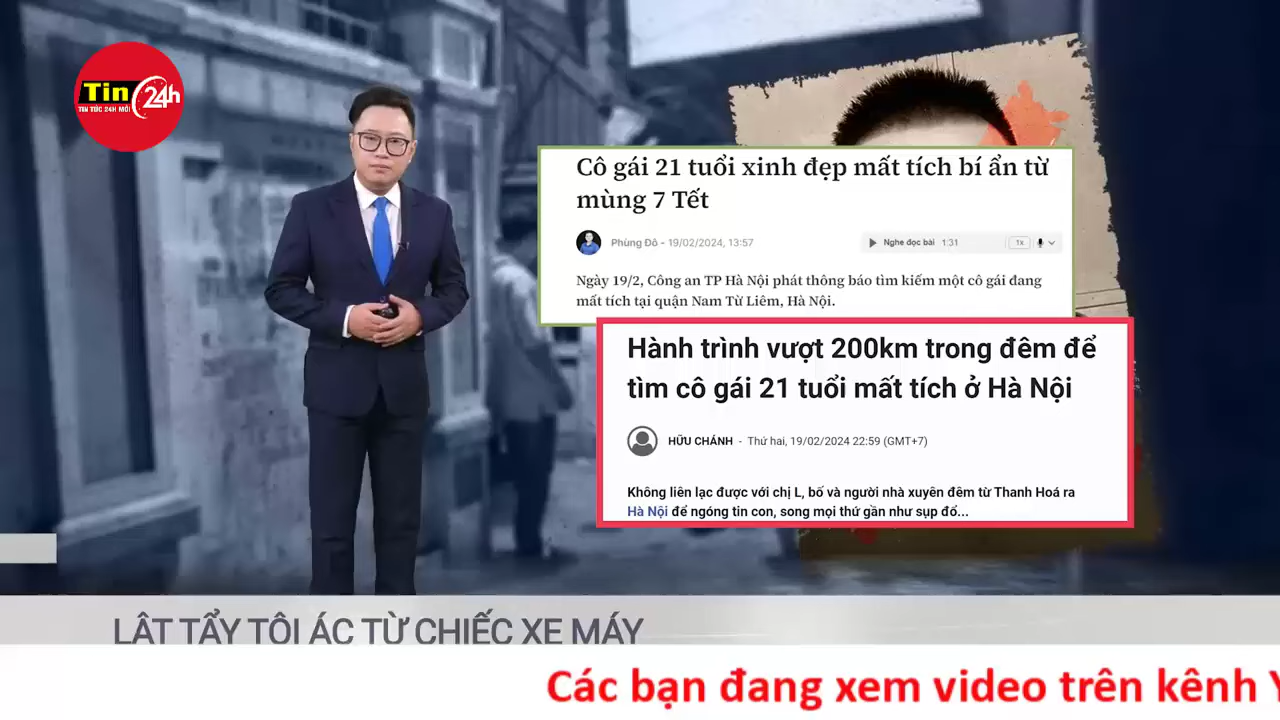 Tin
24h
TIN TỨC 24H MỚI
Cô gái 21 tuổi xinh đẹp mất tích bí ẩn từ
mùng 7 Tết
Phùng Đô - 19/02/2024, 13:57
Nghe đọc bài 1:31 1x
Ngày 19/2, Công an TP Hà Nội phát thông báo tìm kiếm một cô gái đang
mất tích tại quận Nam Từ Liêm, Hà Nội.
Hành trình vượt 200km trong đêm để
tìm cô gái 21 tuổi mất tích ở Hà Nội
HỮU CHÁNH - Thứ hai, 19/02/2024 22:59 (GMT+7)
Không liên lạc được với chị L, bố và người nhà xuyên đêm từ Thanh Hoá ra
Hà Nội để ngóng tin con, song mọi thứ gần như sụp đổ...
LẬT TẨY TỘI ÁC TỪ CHIẾC XE MÁY
Các bạn đang xem video trên kênh Y